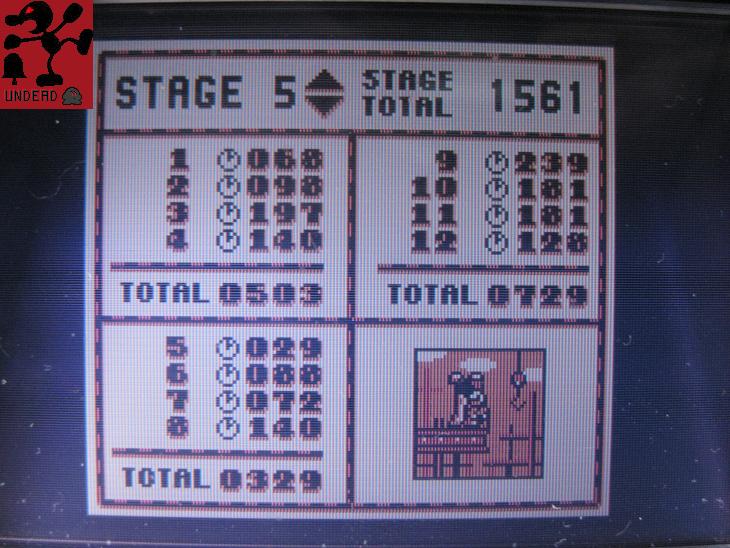 UNDEAD
STAGE 5 STAGE TOTAL 1561
1 068
2 098
3 197
4 140
TOTAL 0503
9 239
10 181
11 181
12 128
TOTAL 0729
5 029
6 088
7 072
8 140
TOTAL 0329